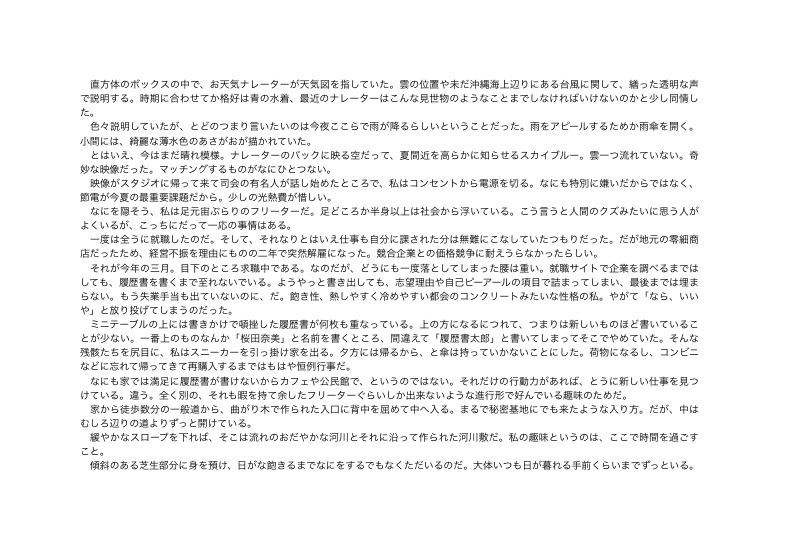 直方体のボックスの中で、お天気ナレーターが天気図を指していた。雲の位置や未だ沖縄海上辺りにある台風に関して、繕った透明な声
で説明する。時期に合わせてか格好は青の水着、最近のナレーターはこんな見世物のようなことまでしなければいけないのかと少し同情し
た。
　色々説明していたが、とどのつまり言いたいのは今夜ここらで雨が降るらしいということだった。雨をアピールするためか雨傘を開く。
小間には、綺麗な薄水色のあさがおが描かれていた。
　とはいえ、今はまだ晴れ模様。ナレーターのバックに映る空だって、夏間近を高らかに知らせるスカイブルー。雲一つ流れていない。奇
妙な映像だった。マッチングするものがなにひとつない。
　映像がスタジオに帰って来て司会の有名人が話し始めたところで、私はコンセントから電源を切る。なにも特別に嫌いだからではなく、
節電が今夏の最重要課題だから。少しの光熱費が惜しい。
　なにを隠そう、私は足元宙ぶらりのフリーターだ。足どころか半身以上は社会から浮いている。こう言うと人間のクズみたいに思う人が
よくいるが、こっちにだって一応の事情はある。
　一度は全うに就職したのだ。そして、それなりとはいえ仕事も自分に課された分は無難にこなしていたつもりだった。だが地元の零細商
店だったため、経営不振を理由にものの二年で突然解雇になった。競合企業との価格競争に耐えうらなかったらしい。
　それが今年の三月。目下のところ求職中である。なのだが、どうにも一度落としてしまった腰は重い。就職サイトで企業を調べるまでは
しても、履歴書を書くまで至れないでいる。ようやっと書き出しても、志望理由や自己ピーアールの項目で詰まってしまい、最後までは埋ま
らない。もう失業手当も出ていないのに、だ。飽き性、熱しやすく冷めやすい都会のコンクリートみたいな性格の私。やがて「なら、いい
や」と放り投げてしまうのだった。
　ミニテーブルの上には書きかけで頓挫した履歴書が何枚も重なっている。上の方になるにつれて、つまりは新しいものほど書いているこ
とが少ない。一番上のものなんか「桜田奈美」と名前を書くところ、間違えて「履歴書太郎」と書いてしまってそこでやめていた。そんな
残骸たちを尻目に、私はスニーカーを引っ掛け家を出る。夕方には帰るから、と傘は持っていかないことにした。荷物になるし、コンビニ
などに忘れて帰ってきて再購入するまではもはや恒例行事だ。
　なにも家では満足に履歴書が書けないからカフェや公民館で、というのではない。それだけの行動力があれば、とうに新しい仕事を見つ
けている。違う。全く別の、それも暇を持て余したフリーターぐらいしか出来ないような進行形で好んでいる趣味のためだ。
　家から徒歩数分の一般道から、曲がり木で作られた入口に背中を屈めて中へ入る。まるで秘密基地にでも来たような入り方。だが、中は
むしろ辺りの道よりずっと開けている。
　緩やかなスロープを下れば、そこは流れのおだやかな河川とそれに沿って作られた河川敷だ。私の趣味というのは、ここで時間を過ごす
こと。
　傾斜のある芝生部分に身を預け、日がな飽きるまでなにをするでもなくただいるのだ。大体いつも日が暮れる手前くらいまでずっといる。